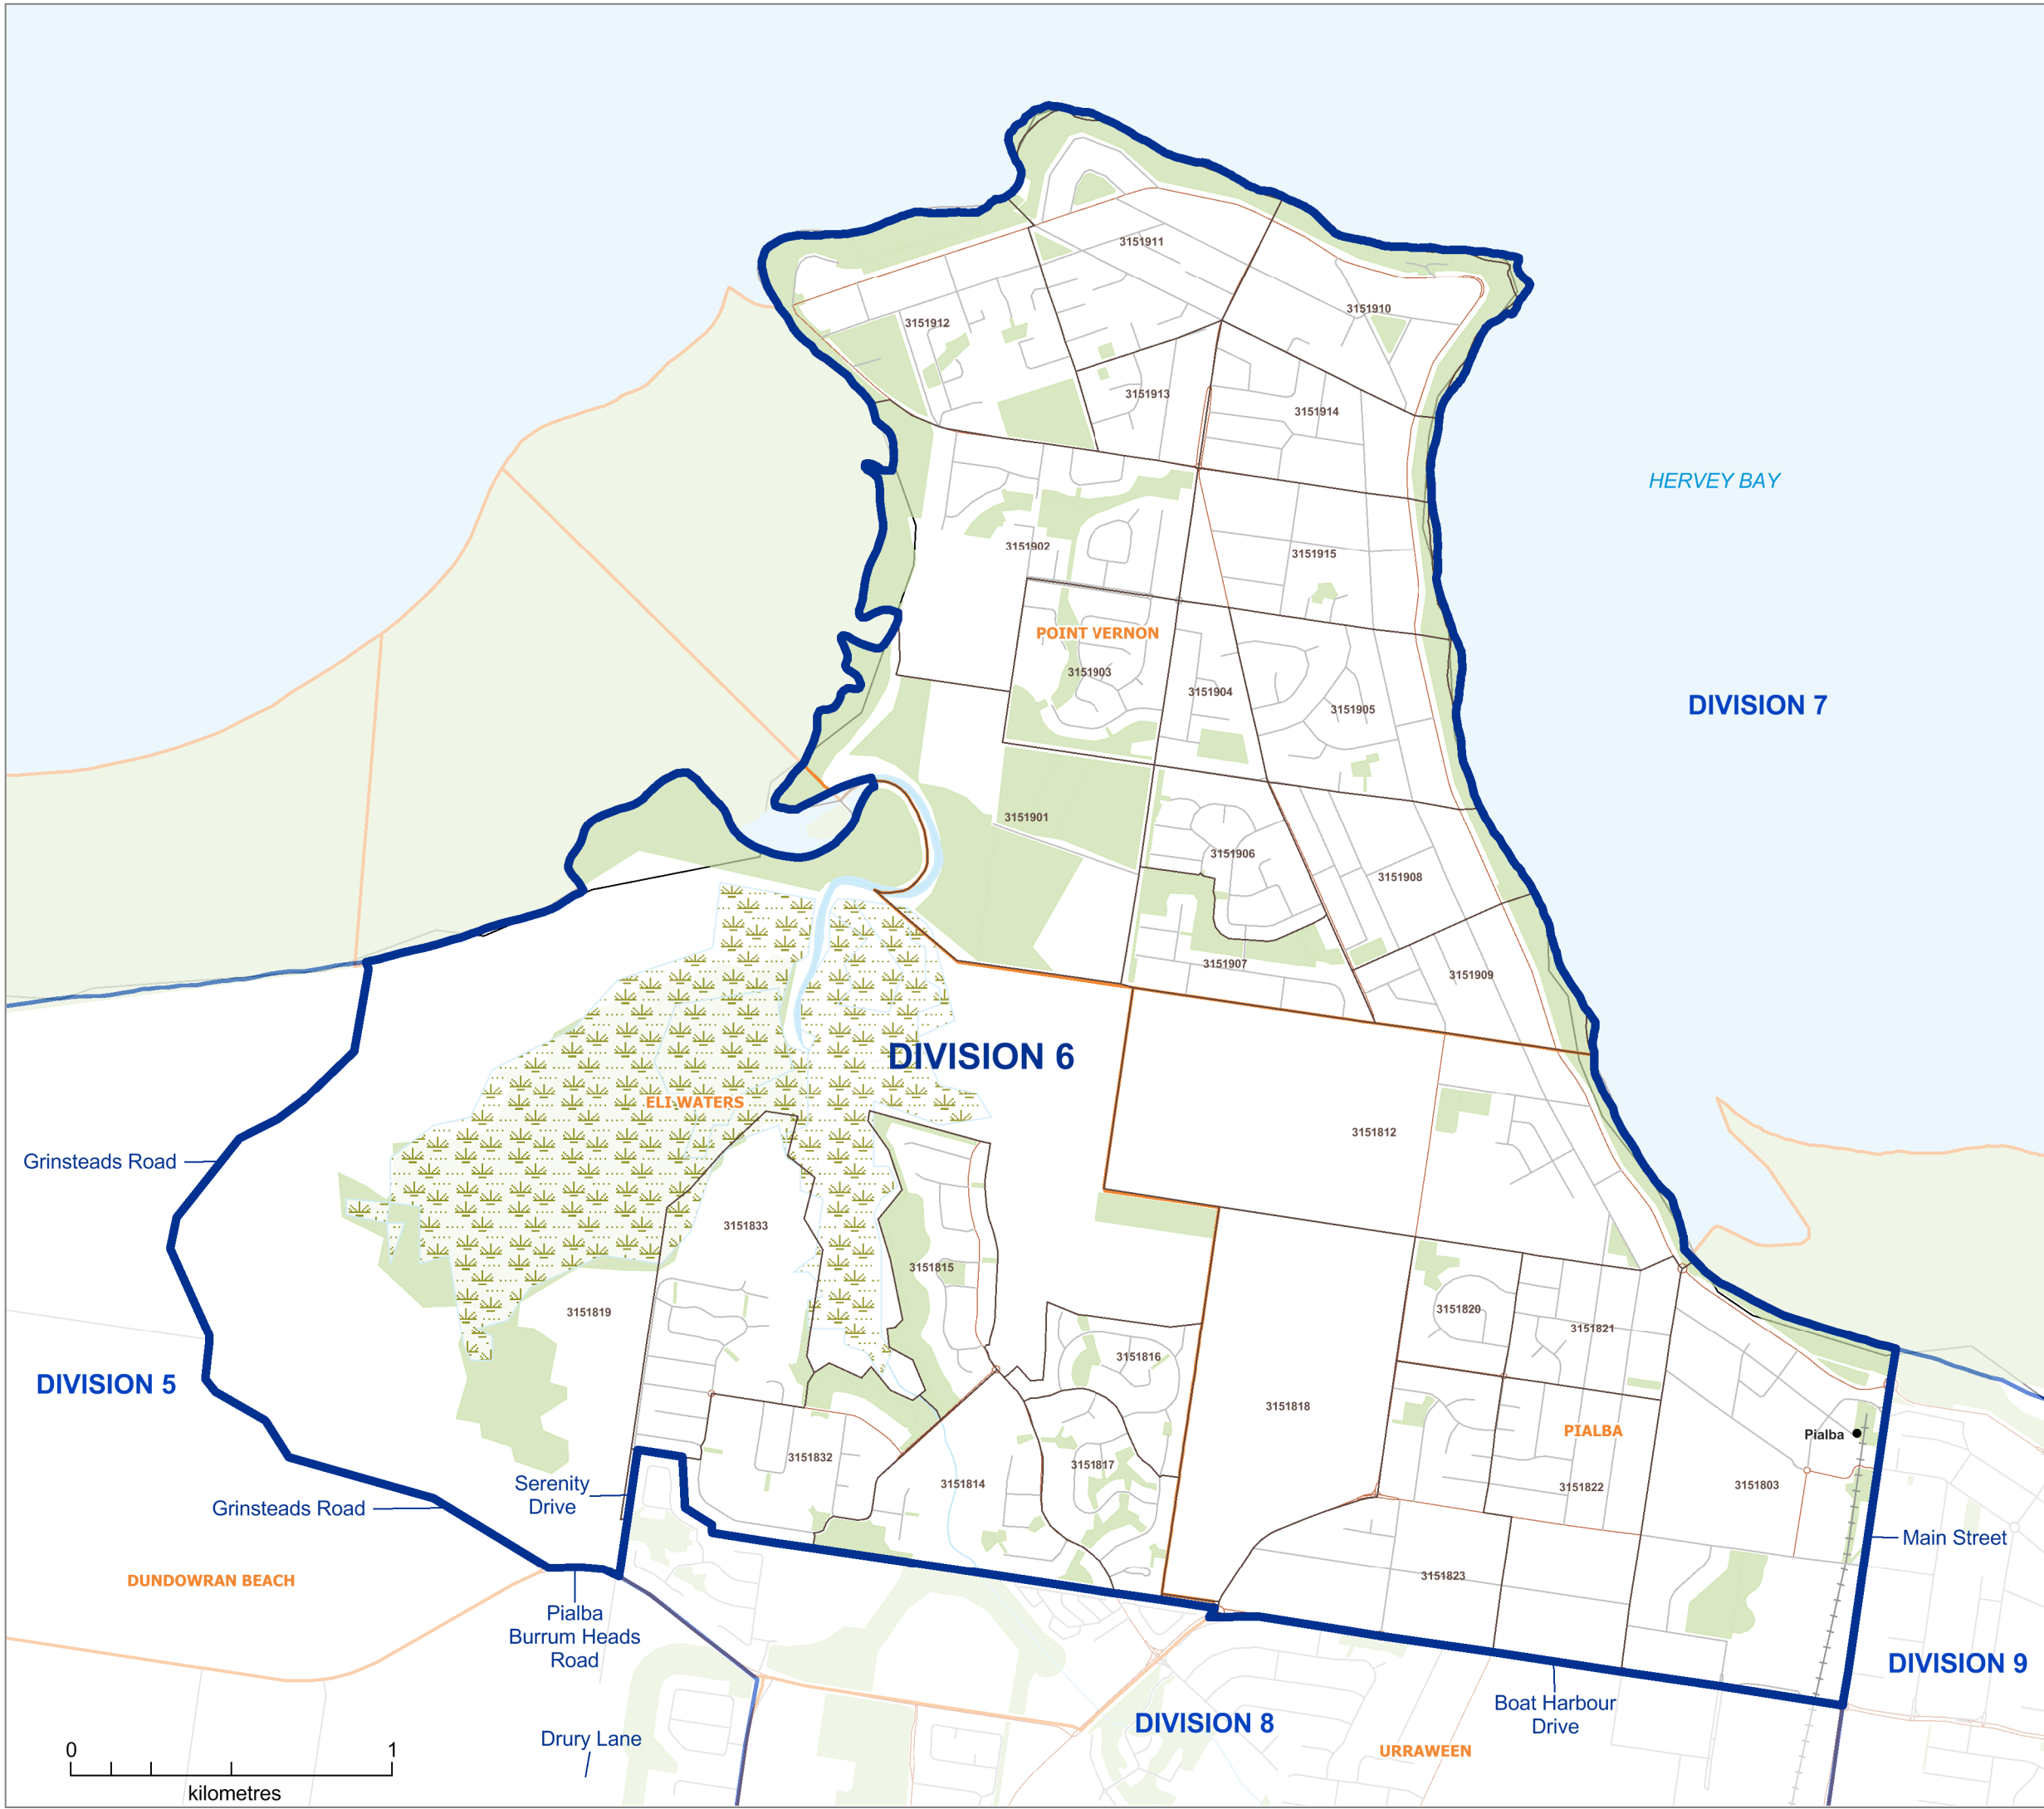 3151911
3151910
3151912
3151913
3151914
HERVEY BAY
3151902
3151915
POINT VERNON
3151903
3151904
3151905
DIVISION 7
3151901
3151906
3151908
3151907
3151909
DIVISION 6
ELI WATERS
3151812
Grinsteads Road
3151833
3151815
3151819
3151820
3151821
3151816
DIVISION 5
3151818
PIALBA
Pialba
3151832
3151817
3151814
3151822
3151803
Serenity
Drive
Grinsteads Road
Main Street
DUNDOWRAN BEACH
3151823
Pialba
Burrum Heads
Road
DIVISION 9
Boat Harbour
Drive
DIVISION 8
Drury Lane
URRAWEEN
0 1
kilometres